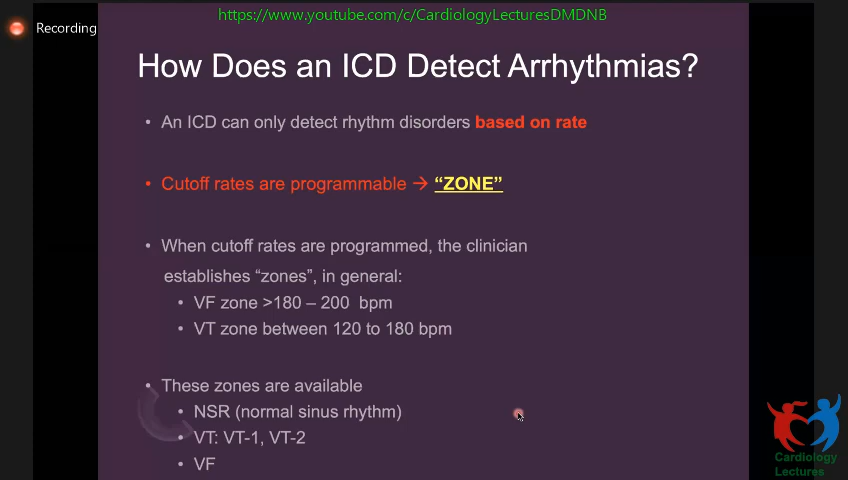 https://www.youtube.com/c/CardiologyLecturesDMDNB
Recording
How Does an ICD Detect Arrhythmias?
• An ICD can only detect rhythm disorders based on rate
• Cutoff rates are programmable → “ZONE”
• When cutoff rates are programmed, the clinician
establishes “zones”, in general:
• VF zone >180 – 200 bpm
• VT zone between 120 to 180 bpm
• These zones are available
• NSR (normal sinus rhythm)
• VT: VT-1, VT-2
• VF
Cardiology
Lectures